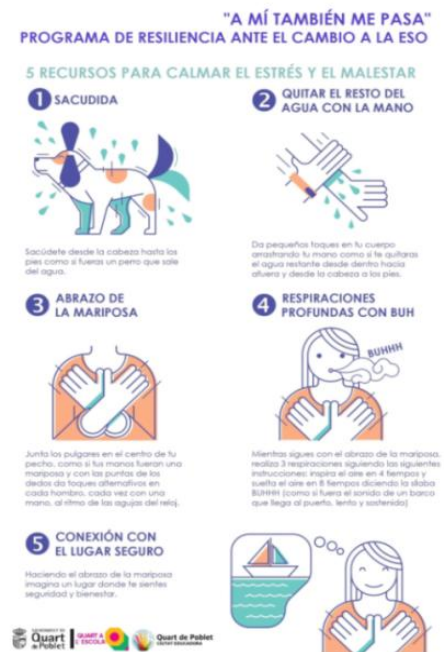 "A MÍ TAMBIÉN ME PASA"
PROGRAMA DE RESILIENCIA ANTE EL CAMBIO A LA ESO
5 RECURSOS PARA CALMAR EL ESTRÉS Y EL MALESTAR
1 SACUDIDA
Sacúdete desde la cabeza hasta los
pies como si fueras un perro que sale
del agua.
2 QUITAR EL RESTO DEL
AGUA CON LA MANO
Da pequeños toques en tu cuerpo
arrastrando tu mano como si te quitaras
el agua restante desde dentro hacia
afuera y desde la cabeza a los pies.
3 ABRAZO DE
LA MARIPOSA
Junta los pulgares en el centro de tu
pecho, como si tus manos fueran una
mariposa y con las puntas de los
dedos da toques alternativos en
cada hombro, cada vez con una
mano, al ritmo de las agujas del reloj.
4 RESPIRACIONES
PROFUNDAS CON BUH
BUHHH
Mientras sigues con el abrazo de la mariposa,
realiza 3 respiraciones siguiendo las siguientes
instrucciones: inspira el aire en 4 tiempos y
suelta el aire en 8 tiempos diciendo la sílaba
BUHHH (como si fuera el sonido de un barco
que llega al puerto, lento y sostenido)
5 CONEXIÓN CON
EL LUGAR SEGURO
Haciendo el abrazo de la mariposa
imagina un lugar donde te sientes
seguridad y bienestar.
Quart
de Poblet
QUART A
L'ESCOLA
Quart de Poblet
CIUTAT EDUCADORA